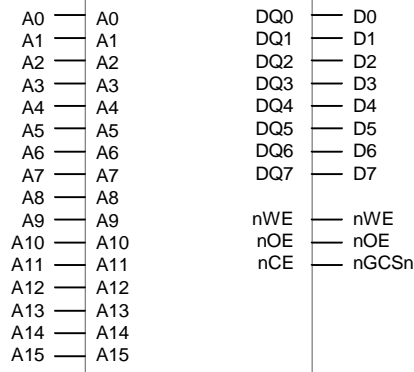 A0 A0 DQ0 D0
A1 A1 DQ1 D1
A2 A2 DQ2 D2
A3 A3 DQ3 D3
A4 A4 DQ4 D4
A5 A5 DQ5 D5
A6 A6 DQ6 D6
A7 A7 DQ7 D7
A8 A8
A9 A9 nWE nWE
A10 A10 nOE nOE
A11 A11 nCE nGCSn
A12 A12
A13 A13
A14 A14
A15 A15